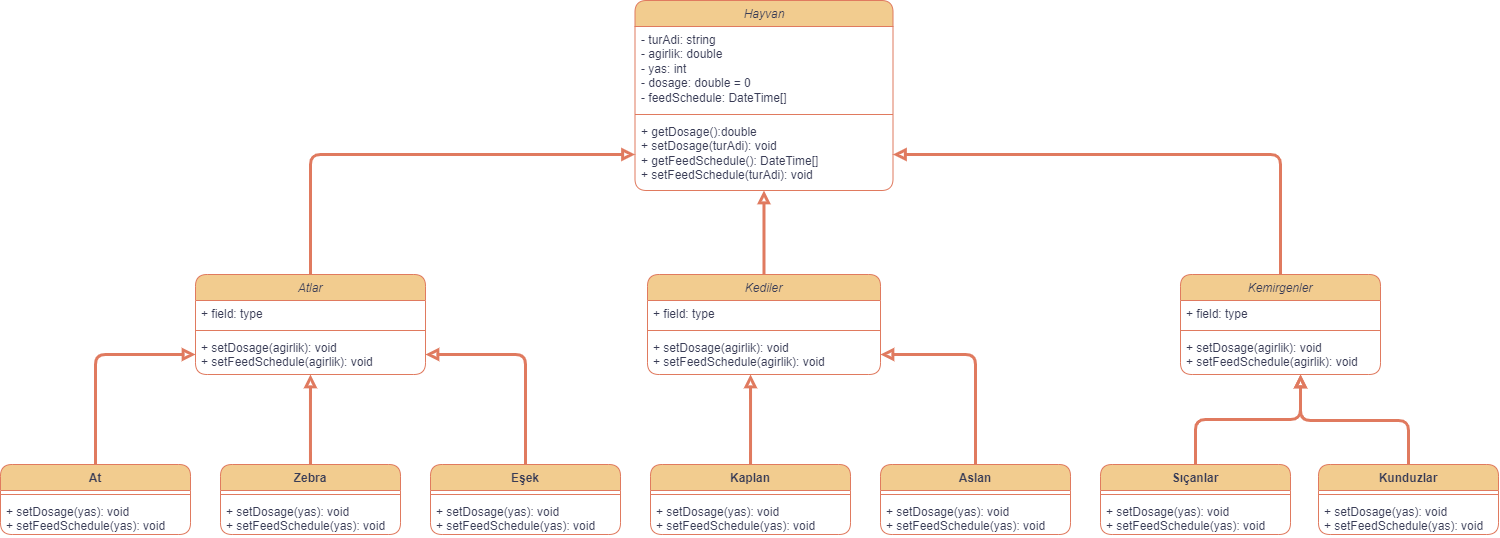 Hayvan
- turAdi: string
- agirlik: double
- yas: int
- dosage: double = 0
- feedSchedule: DateTime[]
+ getDosage():double
+ setDosage(turAdi): void
+ getFeedSchedule(): DateTime[]
+ setFeedSchedule(turAdi): void
Atlar
+ field: type
+ setDosage(agirlik): void
+ setFeedSchedule(agirlik): void
Kediler
+ field: type
+ setDosage(agirlik): void
+ setFeedSchedule(agirlik): void
Kemirgenler
+ field: type
+ setDosage(agirlik): void
+ setFeedSchedule(agirlik): void
At
+ setDosage(yas): void
+ setFeedSchedule(yas): void
Zebra
+ setDosage(yas): void
+ setFeedSchedule(yas): void
Eşek
+ setDosage(yas): void
+ setFeedSchedule(yas): void
Kaplan
+ setDosage(yas): void
+ setFeedSchedule(yas): void
Aslan
+ setDosage(yas): void
+ setFeedSchedule(yas): void
Sıçanlar
+ setDosage(yas): void
+ setFeedSchedule(yas): void
Kunduzlar
+ setDosage(yas): void
+ setFeedSchedule(yas): void